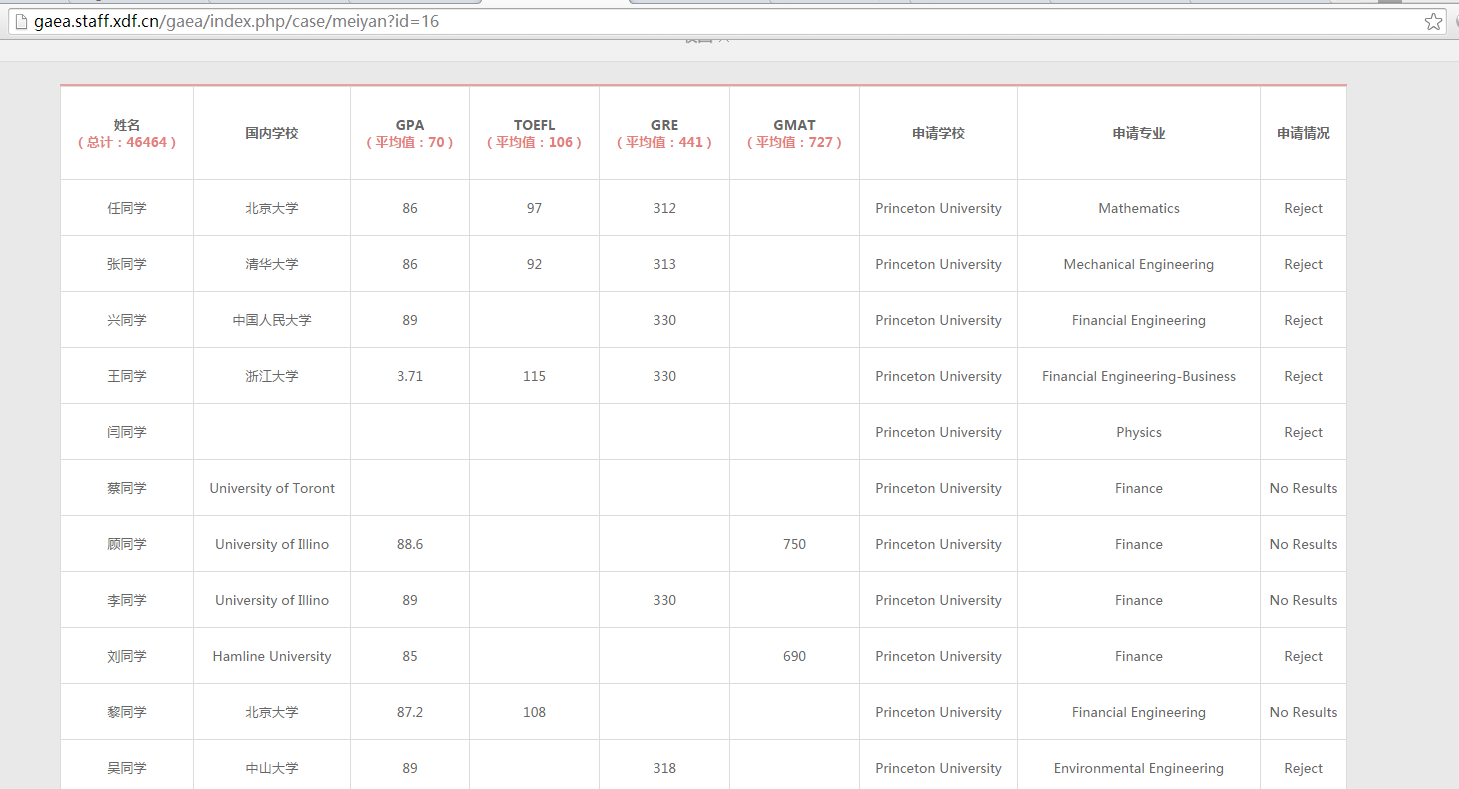 gaea.staff.xdf.cn/gaea/index.php/case/meiyan?id=16
姓名 国内学校 GPA TOEFL GRE GMAT 申请学校 申请专业 申请情况
（总计：46464） （平均值：70） （平均值：106） （平均值：441） （平均值：727）
任同学 北京大学 86 97 312 Princeton University Mathematics Reject
张同学 清华大学 86 92 313 Princeton University Mechanical Engineering Reject
兴同学 中国人民大学 89 330 Princeton University Financial Engineering Reject
王同学 浙江大学 3.71 115 330 Princeton University Financial Engineering-Business Reject
闫同学 Princeton University Physics Reject
蔡同学 University of Toront Princeton University Finance No Results
顾同学 University of Illino 88.6 750 Princeton University Finance No Results
李同学 University of Illino 89 330 Princeton University Finance No Results
刘同学 Hamline University 85 690 Princeton University Finance Reject
黎同学 北京大学 87.2 108 Princeton University Financial Engineering No Results
吴同学 中山大学 89 318 Princeton University Environmental Engineering Reject